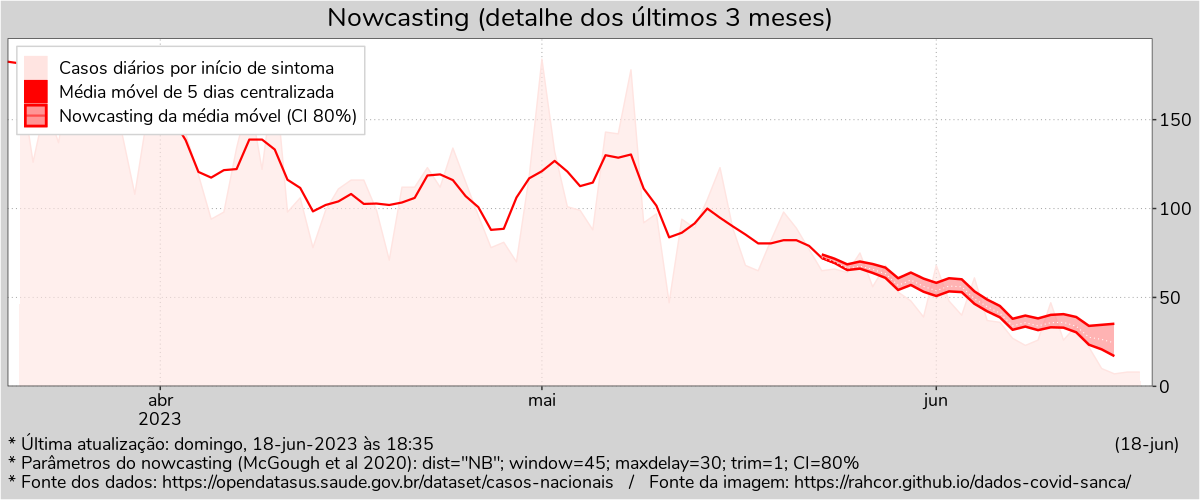 Nowcasting (detalhe dos últimos 3 meses)
Casos diários por início de sintoma
Média móvel de 5 dias centralizada
Nowcasting da média móvel (CI 80%)
150
100
50
0
abr
mai
jun
2023
* Última atualização: domingo, 18-jun-2023 às 18:35
(18-jun)
* Parâmetros do nowcasting (McGough et al 2020): dist="NB"; window=45; maxdelay=30; trim=1; CI=80%
* Fonte dos dados: https://opendatasus.saude.gov.br/dataset/casos-nacionais / Fonte da imagem: https://rahcor.github.io/dados-covid-sanca/